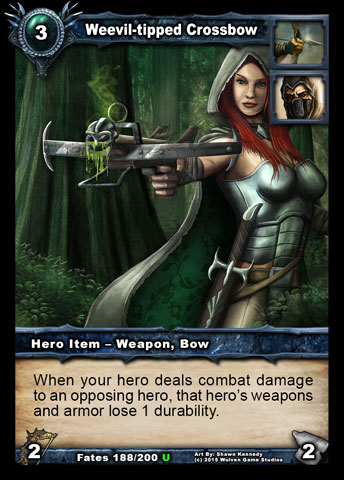 3
Weevil-tipped Crossbow
Hero Item – Weapon, Bow
When your hero deals combat damage
to an opposing hero, that hero's weapons
and armor lose 1 durability.
2
Fates 188/200 U
Art By: Shawn Kennedy
(c) 2015 Wulven Game Studios
2